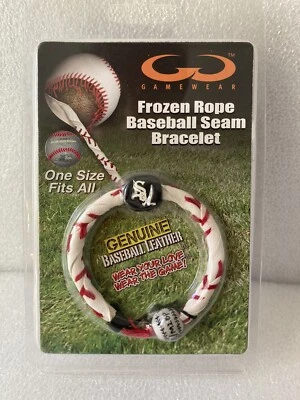 ™
GAMEWEAR
Frozen Rope
Baseball Seam
Bracelet
One Size
Fits All
GENUINE
BASEBALL LEATHER
WEAR YOUR LOVE
WEAR THE GAME!